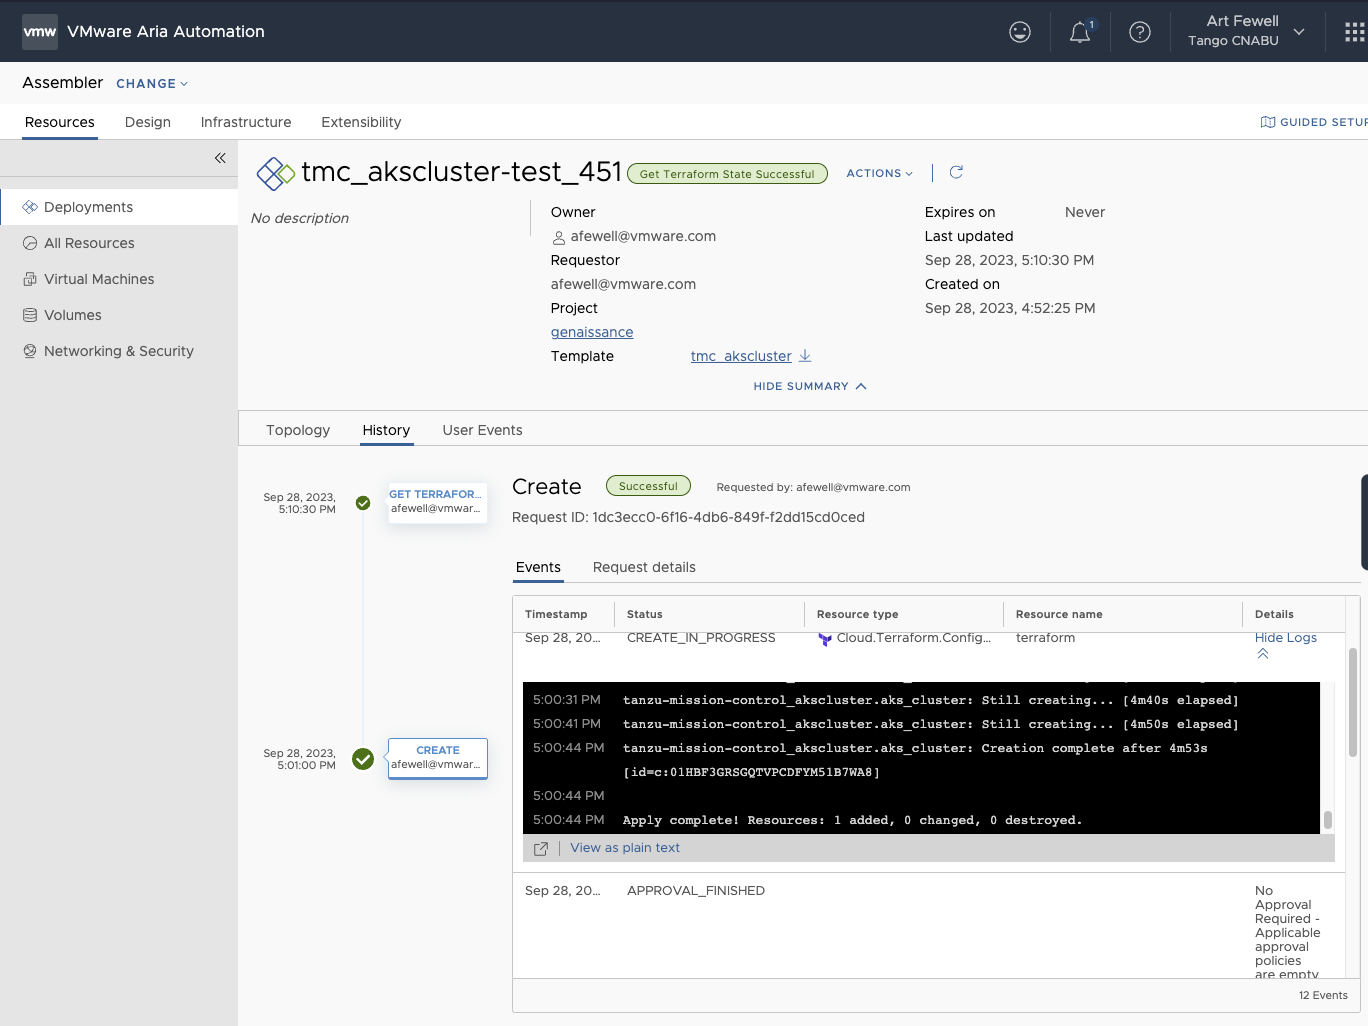 vmw VMware Aria Automation
1
Art Fewell
Tango CNABU
Assembler CHANGE
Resources Design Infrastructure Extensibility
GUIDED SETUP
tmc_akscluster-test_451 Get Terraform State Successful ACTIONS
Deployments
All Resources
Virtual Machines
Volumes
Networking & Security
No description
Owner
afewell@vmware.com
Requestor
afewell@vmware.com
Project
genaissance
Template tmc_akscluster
Expires on Never
Last updated
Sep 28, 2023, 5:10:30 PM
Created on
Sep 28, 2023, 4:52:25 PM
HIDE SUMMARY
Topology History User Events
Sep 28, 2023,
5:10:30 PM
GET TERRAFOR...
afewell@vmwar...
Sep 28, 2023,
5:01:00 PM
CREATE
afewell@vmwar...
Create Successful Requested by: afewell@vmware.com
Request ID: 1dc3ecc0-6f16-4db6-849f-f2dd15cd0ced
Events Request details
Timestamp Status Resource type Resource name Details
Sep 28, 20... CREATE_IN_PROGRESS Cloud.Terraform.Config... terraform Hide Logs
5:00:31 PM tanzu-mission-control_akscluster.aks_cluster: Still creating... [4m40s elapsed]
5:00:41 PM tanzu-mission-control_akscluster.aks_cluster: Still creating... [4m50s elapsed]
5:00:44 PM tanzu-mission-control_akscluster.aks_cluster: Creation complete after 4m53s
[id=c:01HBF3GRSGQTVPCDFYM51B7WA8]
5:00:44 PM
5:00:44 PM Apply complete! Resources: 1 added, 0 changed, 0 destroyed.
View as plain text
Sep 28, 20... APPROVAL_FINISHED
No
Approval
Required -
Applicable
approval
policies
are empty
12 Events